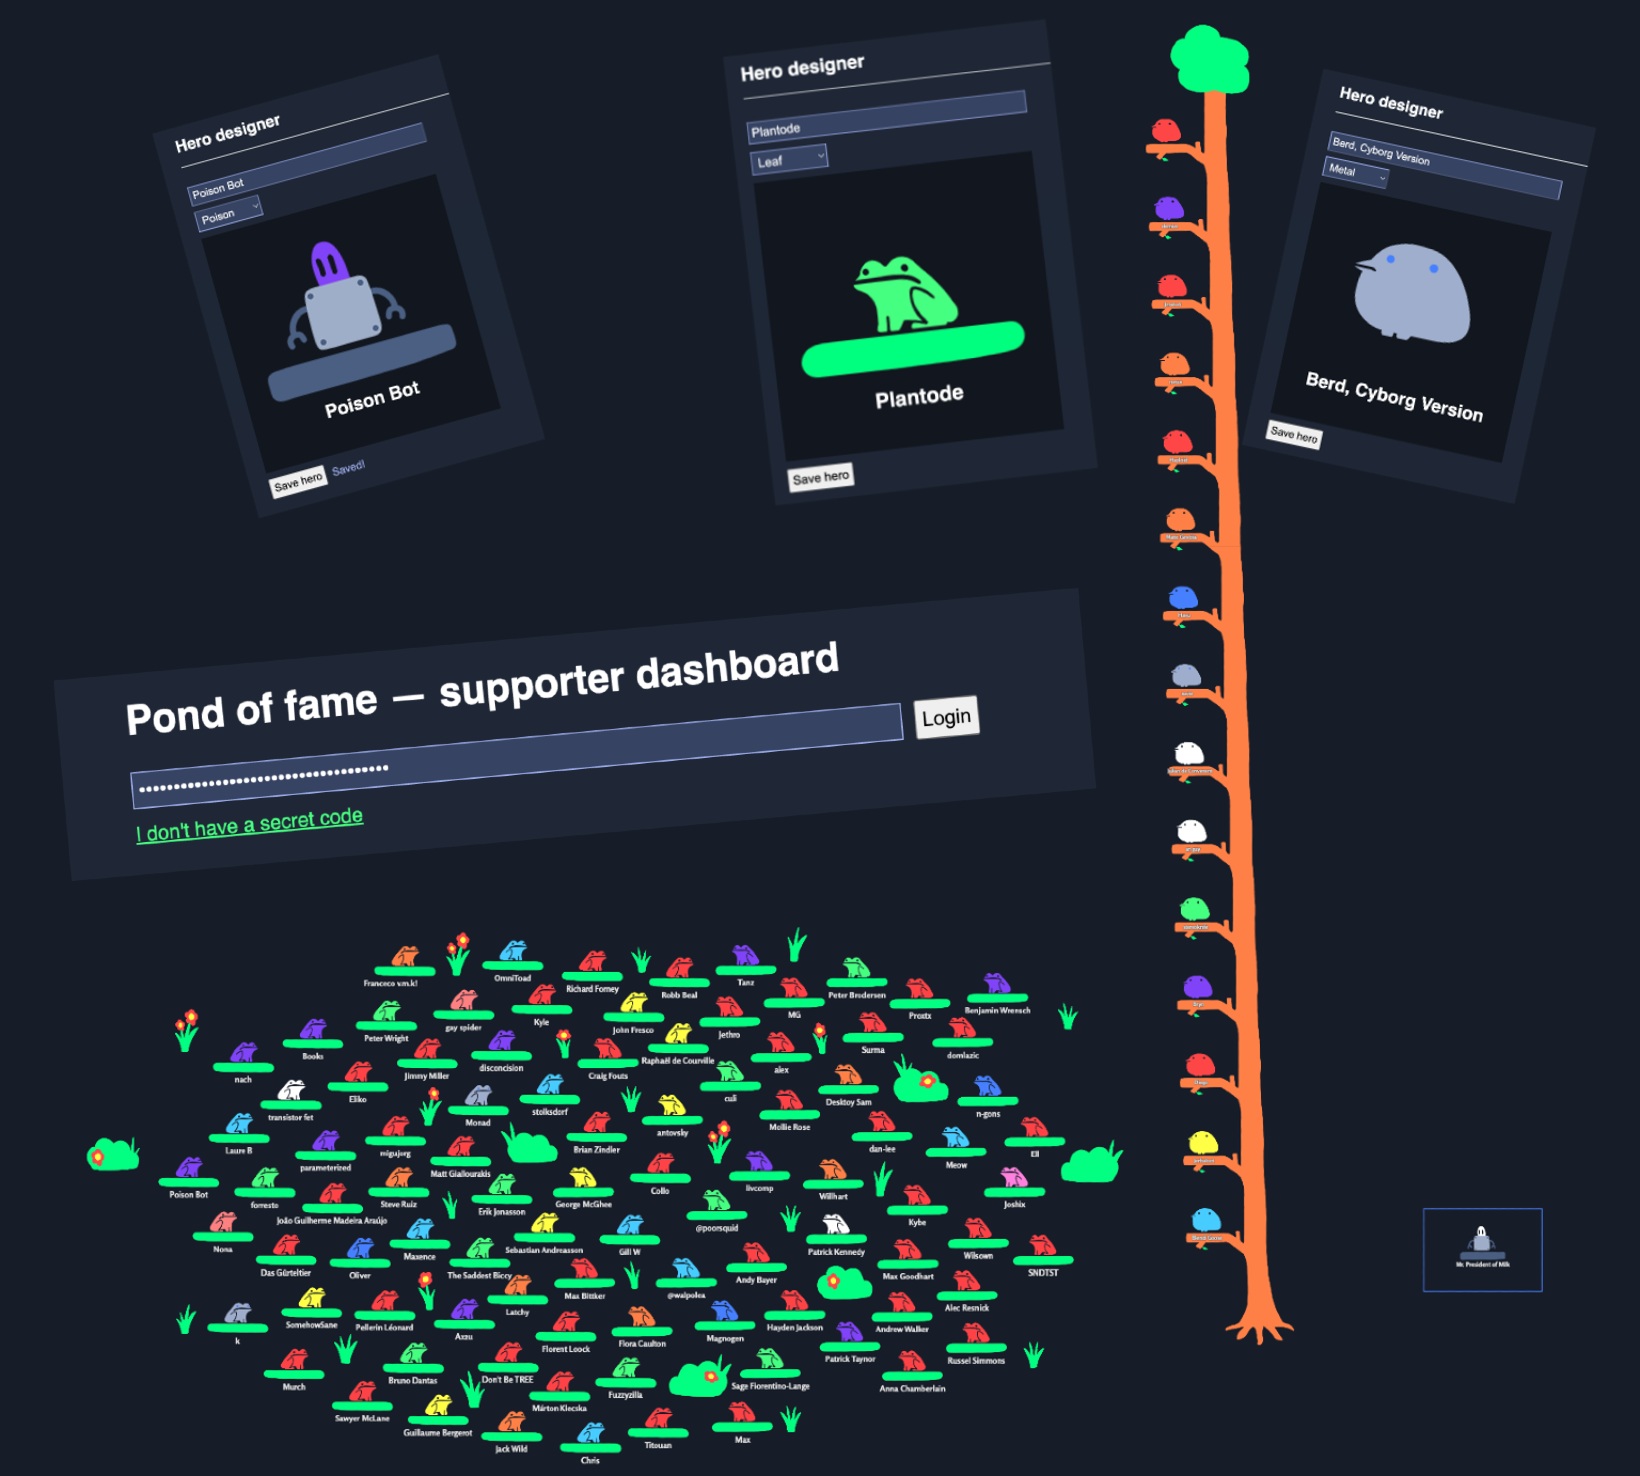 Hero designer
Poison Bot
Poison
Poison Bot
Save hero
Saved!
Hero designer
Plantode
Leaf
Plantode
Save hero
Hero designer
Berd, Cyborg Version
Metal
Berd, Cyborg Version
Save hero
Pond of fame — supporter dashboard
Login
I don't have a secret code
Franceco v.m.k!
OmniToad
Richard Forney
Robb Beal
Tanz
Peter Brodersen
MG
Prostx
Benjamin Wrensch
Peter Wright
gay spider
Kyle
John Fresco
Jethro
Surma
domlazic
nach
Books
Jimmy Miller
disconcision
Craig Fouts
Raphaël de Courville
alex
transistor fet
Eliko
Monad
stolksdorf
culi
Desktoy Sam
n-gons
Laure B
parameterized
migujorg
Matt Giallourakis
Brian Zindler
antovsky
Mollie Rose
dan-lee
Meow
Ell
Poison Bot
forresto
João Guilherme Madeira Araújo
Steve Ruiz
Erik Jonasson
George McGhee
Collo
livcomp
Willhart
Joshix
@poorsquid
Kybe
Nona
Das Gürteltier
Oliver
Maxence
The Saddest Biccy
Sebastian Andreasson
Gill W
Patrick Kennedy
Wilsown
SNDTST
Max Bittker
@walpolea
Andy Bayer
Max Goodhart
Alec Resnick
k
SomehowSane
Pellerin Léonard
Azzu
Latchy
Florent Loock
Flora Caulton
Magnogen
Hayden Jackson
Andrew Walker
Patrick Taynor
Russel Simmons
Murch
Bruno Dantas
Don't Be TREE
Márton Klecska
Fuzzyzilla
Sage Fiorentino-Lange
Anna Chamberlain
Sawyer McLane
Guillaume Bergerot
Jack Wild
Chris
Titouan
Max
Mr. President of Milk